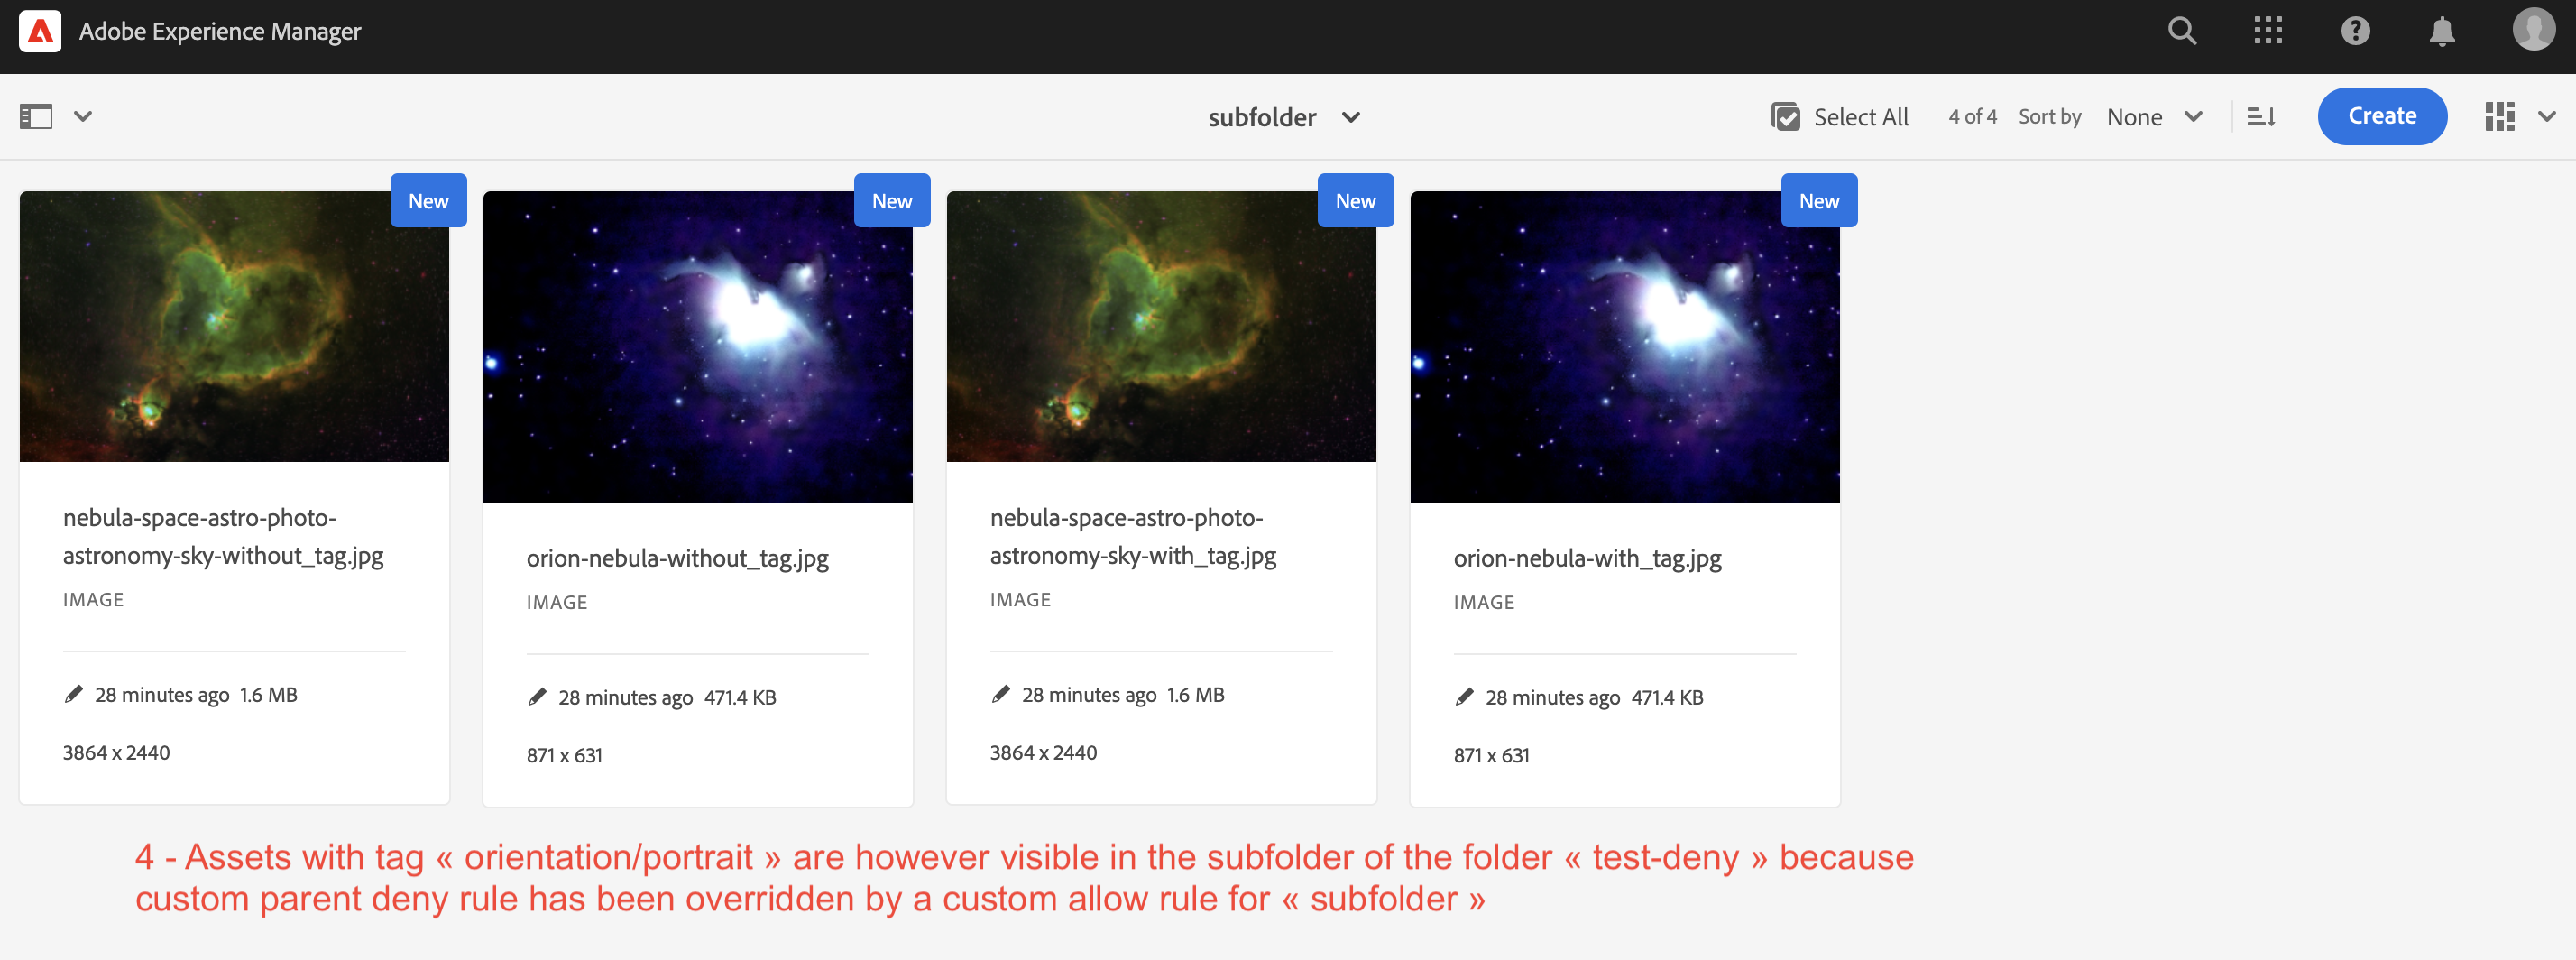 Adobe Experience Manager
subfolder
Select All 4 of 4 Sort by None Create
New
New
New
New
nebula-space-astro-photo-
astronomy-sky-without_tag.jpg
IMAGE
28 minutes ago 1.6 MB
3864 x 2440
orion-nebula-without_tag.jpg
IMAGE
28 minutes ago 471.4 KB
871 x 631
nebula-space-astro-photo-
astronomy-sky-with_tag.jpg
IMAGE
28 minutes ago 1.6 MB
3864 x 2440
orion-nebula-with_tag.jpg
IMAGE
28 minutes ago 471.4 KB
871 x 631
4 - Assets with tag « orientation/portrait » are however visible in the subfolder of the folder « test-deny » because
custom parent deny rule has been overridden by a custom allow rule for « subfolder »